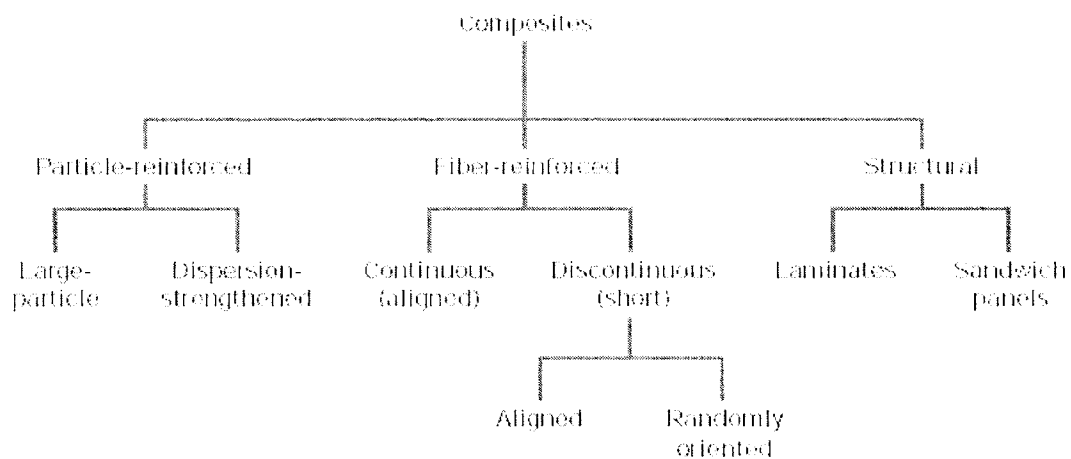 Composites
Particle-reinforced
Fiber-reinforced
Structural
Large-
particle
Dispersion-
strengthened
Continuous
(aligned)
Discontinuous
(short)
Laminates
Sandwich
panels
Aligned
Randomly
oriented